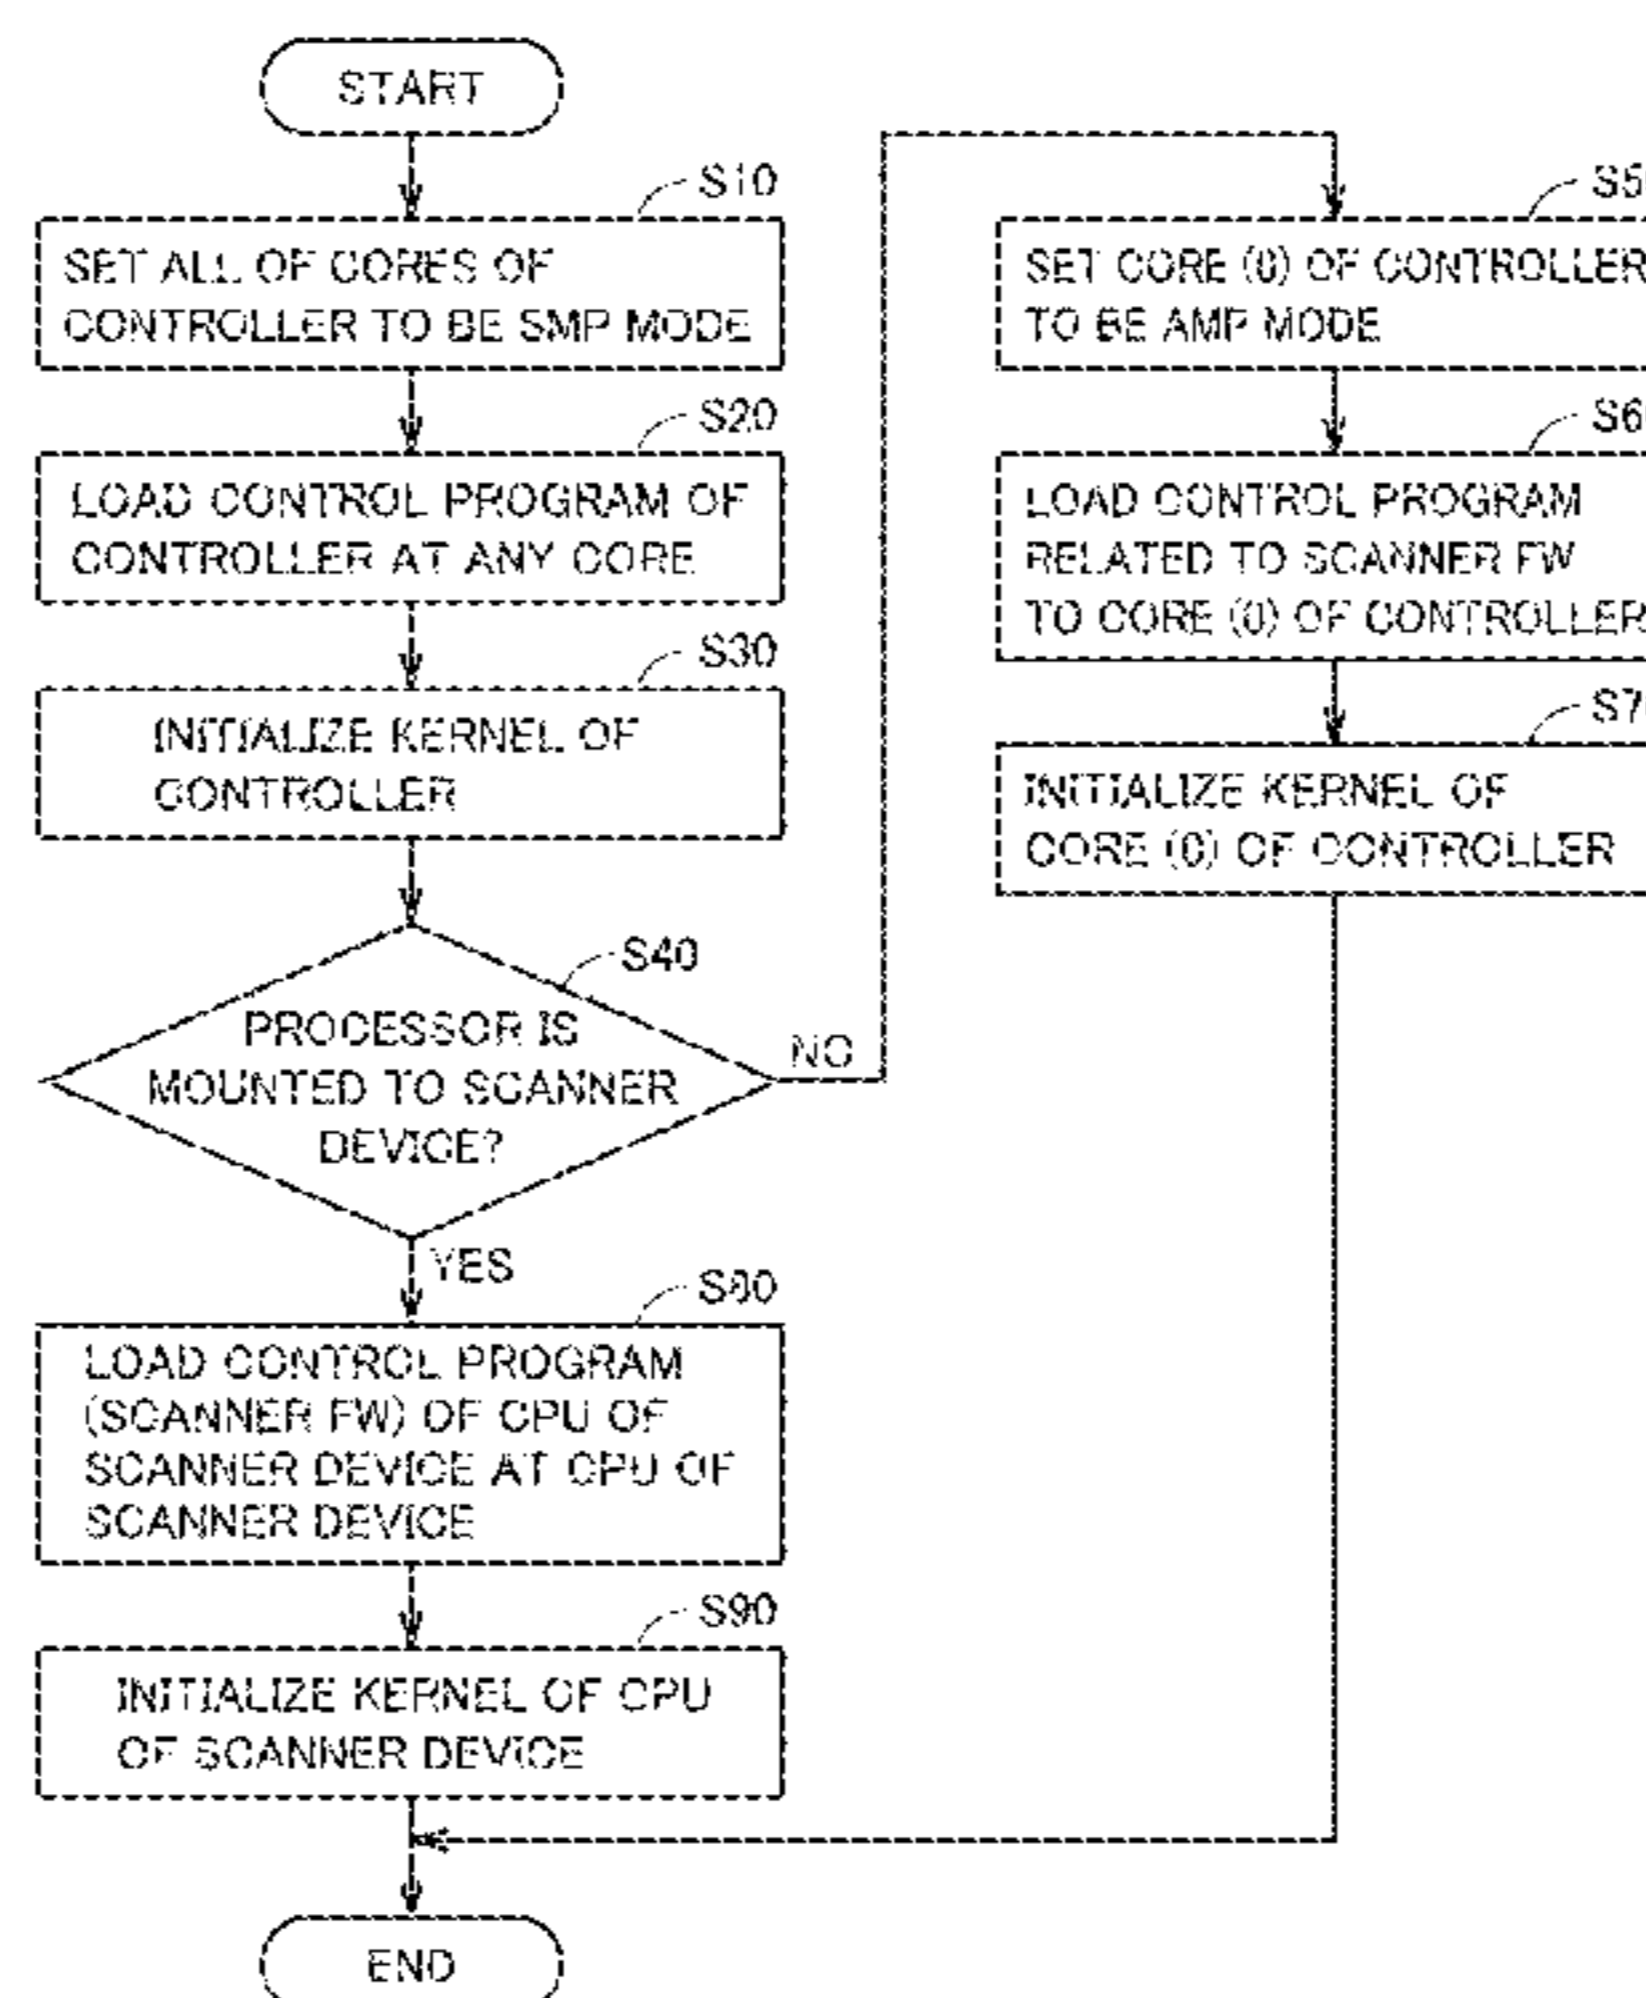 START
S10
SET ALL OF CORES OF
CONTROLLER TO BE SMP MODE
S20
LOAD CONTROL PROGRAM OF
CONTROLLER AT ANY CORE
S30
INITIALIZE KERNEL OF
CONTROLLER
S40
PROCESSOR IS
MOUNTED TO SCANNER
DEVICE?
NO
YES
S80
LOAD CONTROL PROGRAM
(SCANNER FW) OF CPU OF
SCANNER DEVICE AT CPU OF
SCANNER DEVICE
S90
INITIALIZE KERNEL OF CPU
OF SCANNER DEVICE
END
SET CORE (0) OF CONTROLLER
TO BE AMP MODE
LOAD CONTROL PROGRAM
RELATED TO SCANNER FW
TO CORE (0) OF CONTROLLER
INITIALIZE KERNEL OF
CORE (0) OF CONTROLLER